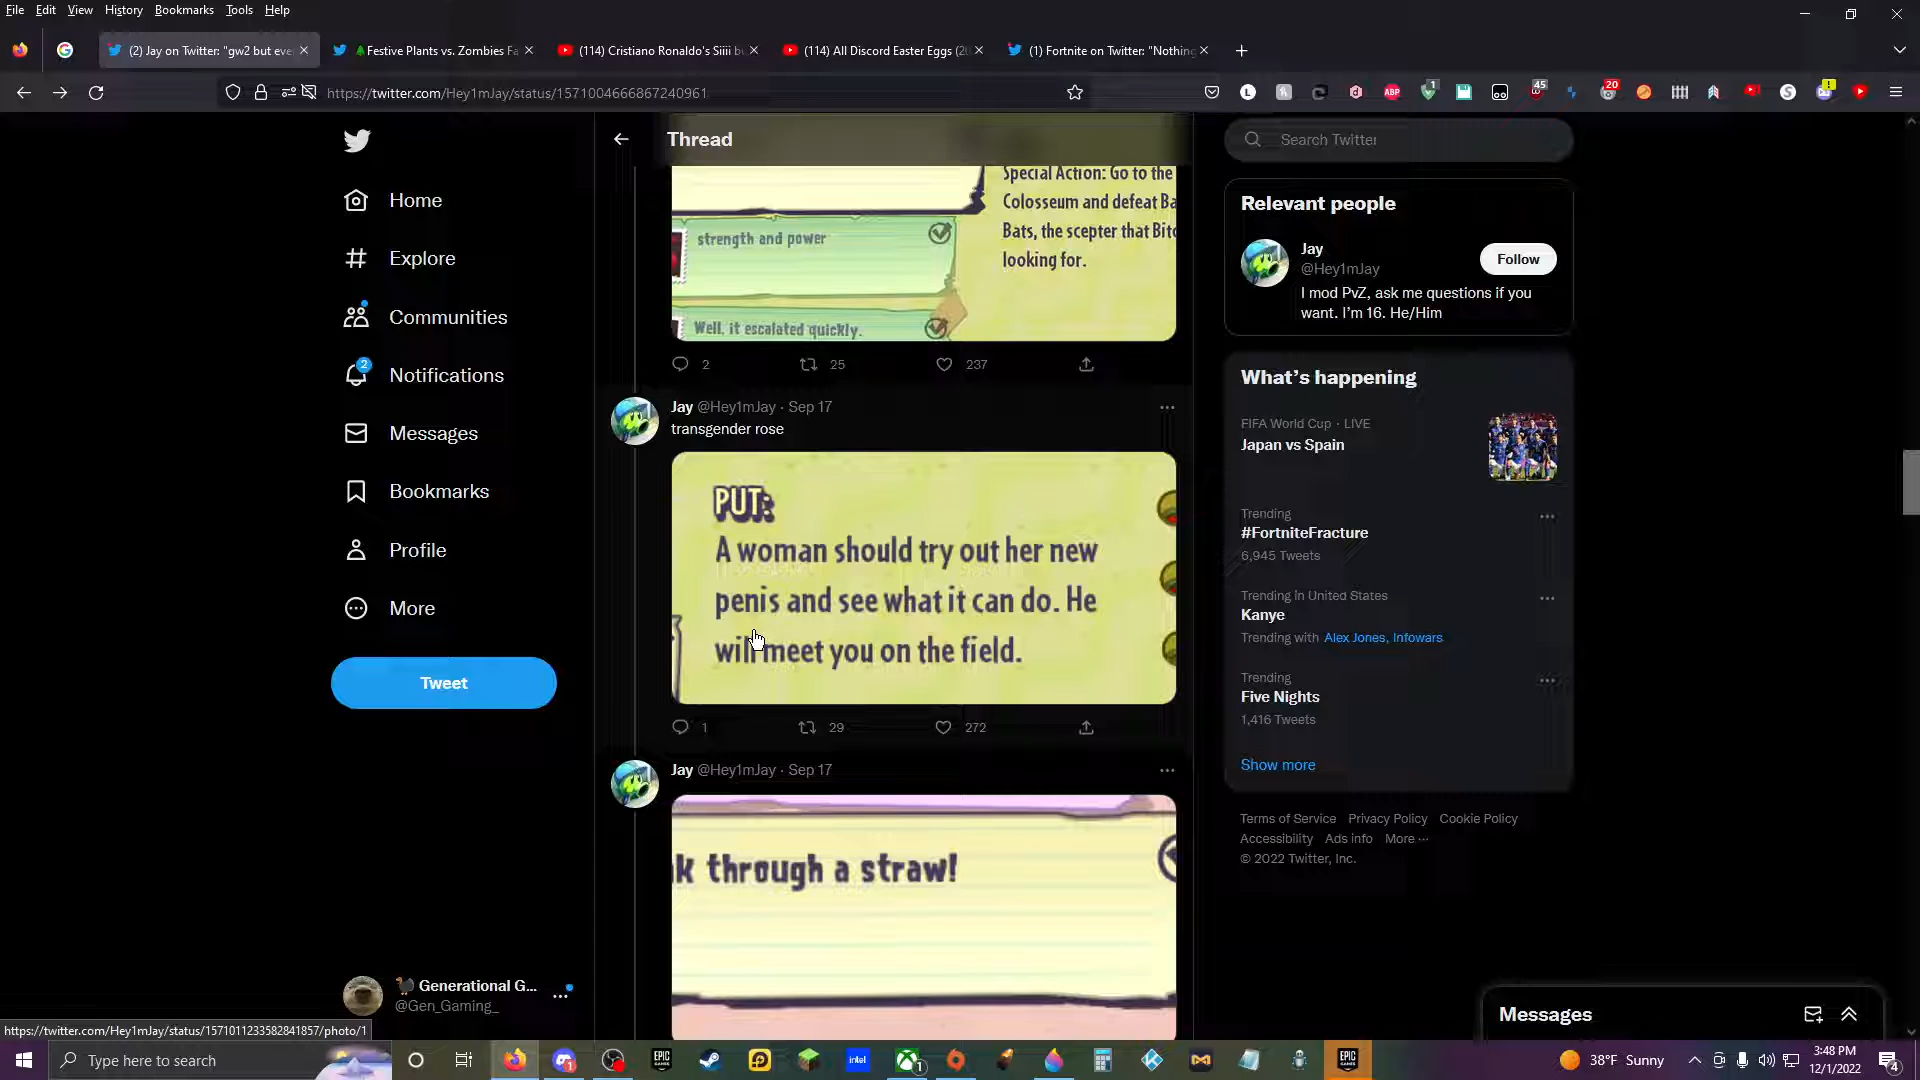 File Edit View History Bookmarks Tools Help
(2) Jay on Twitter: "gw2 but eve
Festive Plants vs. Zombies Fa
(114) Cristiano Ronaldo's Siiii b
(114) All Discord Easter Eggs (20
(1) Fortnite on Twitter: "Nothing
https://twitter.com/Hey1mJay/status/1571004666867240961
Home
Explore
Communities
Notifications
2
Messages
Bookmarks
Profile
More
Tweet
Generational G...
@Gen_Gaming_
Thread
Special Action: Go to the
Colosseum and defeat Ba
Bats, the scepter that Bitc
looking for.
strength and power
Well, it escalated quickly.
2 25 237
Jay @Hey1mJay · Sep 17
transgender rose
PUT:
A woman should try out her new
penis and see what it can do. He
will meet you on the field.
1 29 272
Jay @Hey1mJay · Sep 17
k through a straw!
Search Twitter
Relevant people
Jay
@Hey1mJay
Follow
I mod PvZ, ask me questions if you
want. I'm 16. He/Him
What's happening
FIFA World Cup · LIVE
Japan vs Spain
Trending
#FortniteFracture
6,945 Tweets
Trending in United States
Kanye
Trending with Alex Jones, Infowars
Trending
Five Nights
1,416 Tweets
Show more
Terms of Service Privacy Policy Cookie Policy
Accessibility Ads info More ...
© 2022 Twitter, Inc.
Messages
https://twitter.com/Hey1mJay/status/1571011233582841857/photo/1
Type here to search
38°F Sunny
3:48 PM
12/1/2022